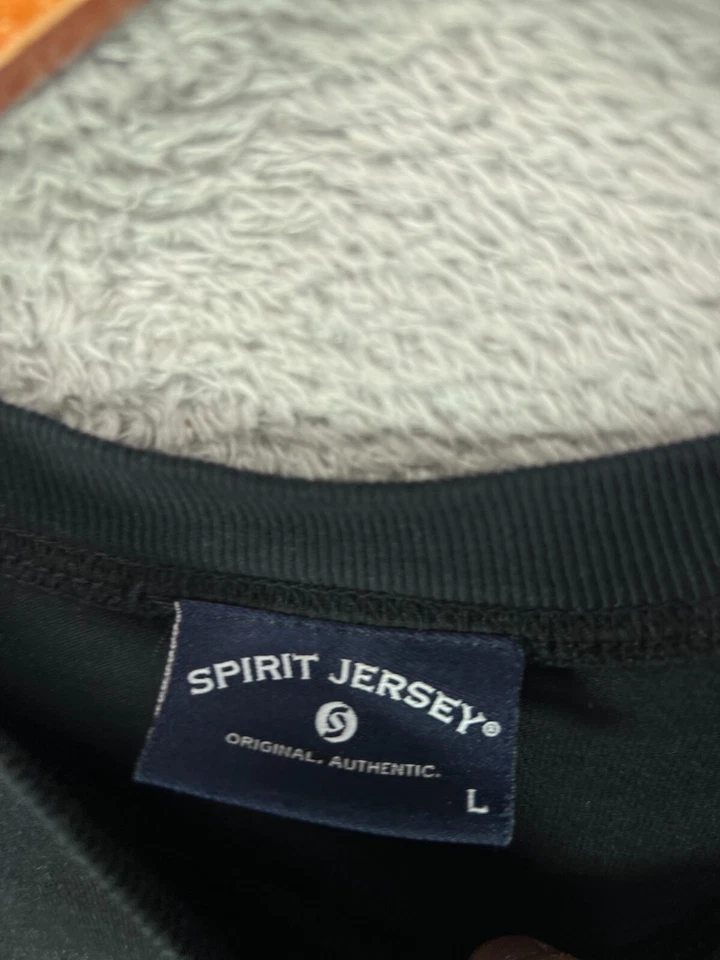 SPIRIT JERSEY®
S
ORIGINAL. AUTHENTIC.
L